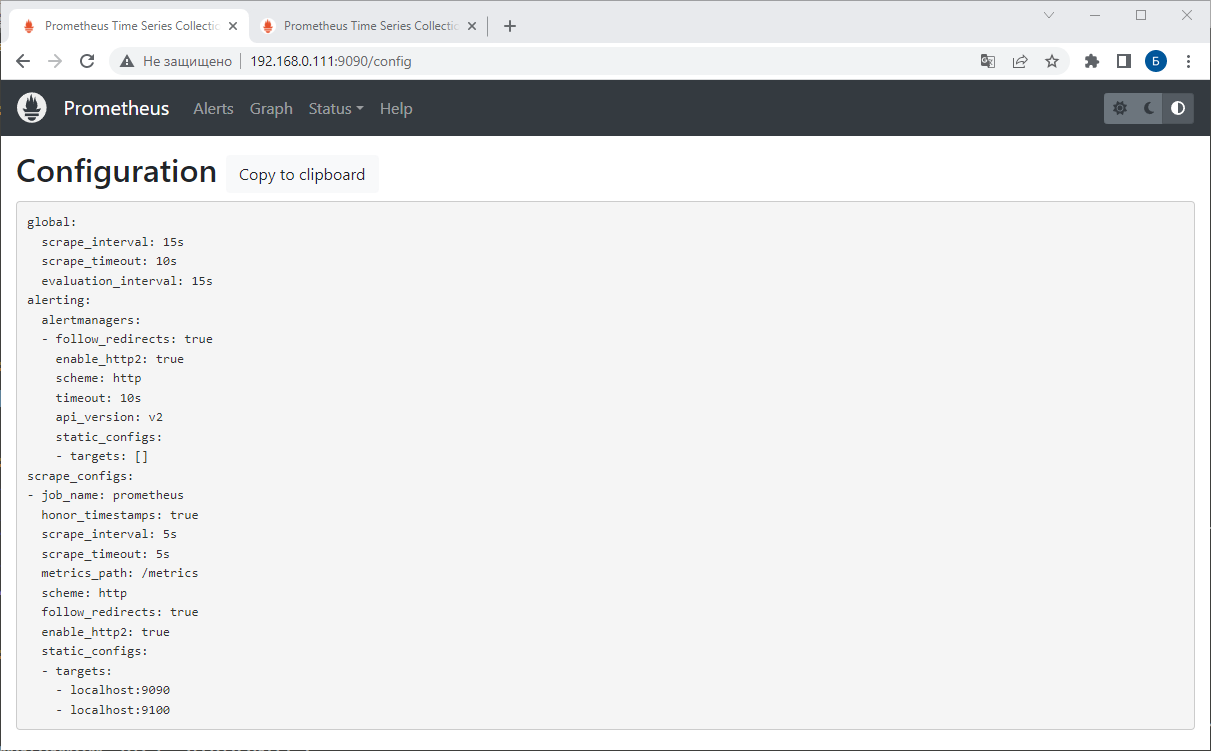 Prometheus Time Series Collectic
Prometheus Time Series Collectic
Не защищено
192.168.0.111:9090/config
Б
Prometheus Alerts Graph Status Help
Configuration
Copy to clipboard
global:
  scrape_interval: 15s
  scrape_timeout: 10s
  evaluation_interval: 15s
alerting:
  alertmanagers:
  - follow_redirects: true
    enable_http2: true
    scheme: http
    timeout: 10s
    api_version: v2
    static_configs:
    - targets: []
scrape_configs:
- job_name: prometheus
  honor_timestamps: true
  scrape_interval: 5s
  scrape_timeout: 5s
  metrics_path: /metrics
  scheme: http
  follow_redirects: true
  enable_http2: true
  static_configs:
  - targets:
    - localhost:9090
    - localhost:9100